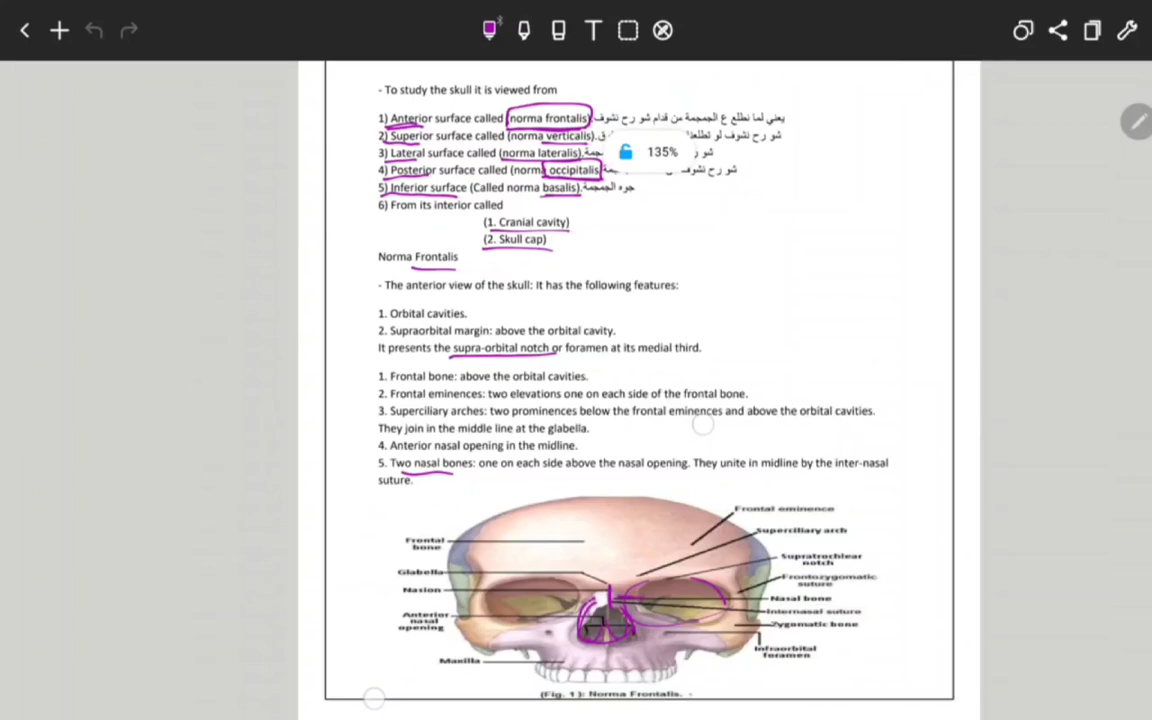 - To study the skull it is viewed from
1) Anterior surface called (norma frontalis). يعني لما نطلع ع الجمجمة من قدام شو رح نشوف
2) Superior surface called (norma verticalis). شو رح نشوف لو تطلعنا
135%
3) Lateral surface called (norma lateralis). شو ر
4) Posterior surface called (norma occipitalis) شو رح نشوف
5) Inferior surface (Called norma basalis). جوه الجمجمة
6) From its interior called
(1. Cranial cavity)
(2. Skull cap)
Norma Frontalis
- The anterior view of the skull: It has the following features:
1. Orbital cavities.
2. Supraorbital margin: above the orbital cavity.
It presents the supra-orbital notch or foramen at its medial third.
1. Frontal bone: above the orbital cavities.
2. Frontal eminences: two elevations one on each side of the frontal bone.
3. Superciliary arches: two prominences below the frontal eminences and above the orbital cavities.
They join in the middle line at the glabella.
4. Anterior nasal opening in the midline.
5. Two nasal bones: one on each side above the nasal opening. They unite in midline by the inter-nasal
suture.
Frontal eminence
Superciliary arch
Frontal
bone
Supratrochlear
notch
Glabella
Frontozygomatic
suture
Nasion
Nasal bone
Internasal suture
Anterior
nasal
opening
Zygomatic bone
Infraorbital
foramen
Maxilla
(Fig. 1): Norma Frontalis.